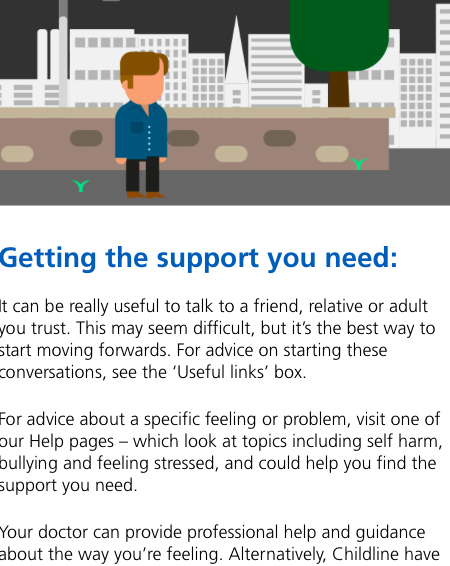 Getting the support you need:
It can be really useful to talk to a friend, relative or adult
you trust. This may seem difficult, but it’s the best way to
start moving forwards. For advice on starting these
conversations, see the ‘Useful links’ box.
For advice about a specific feeling or problem, visit one of
our Help pages – which look at topics including self harm,
bullying and feeling stressed, and could help you find the
support you need.
Your doctor can provide professional help and guidance
about the way you’re feeling. Alternatively, Childline have